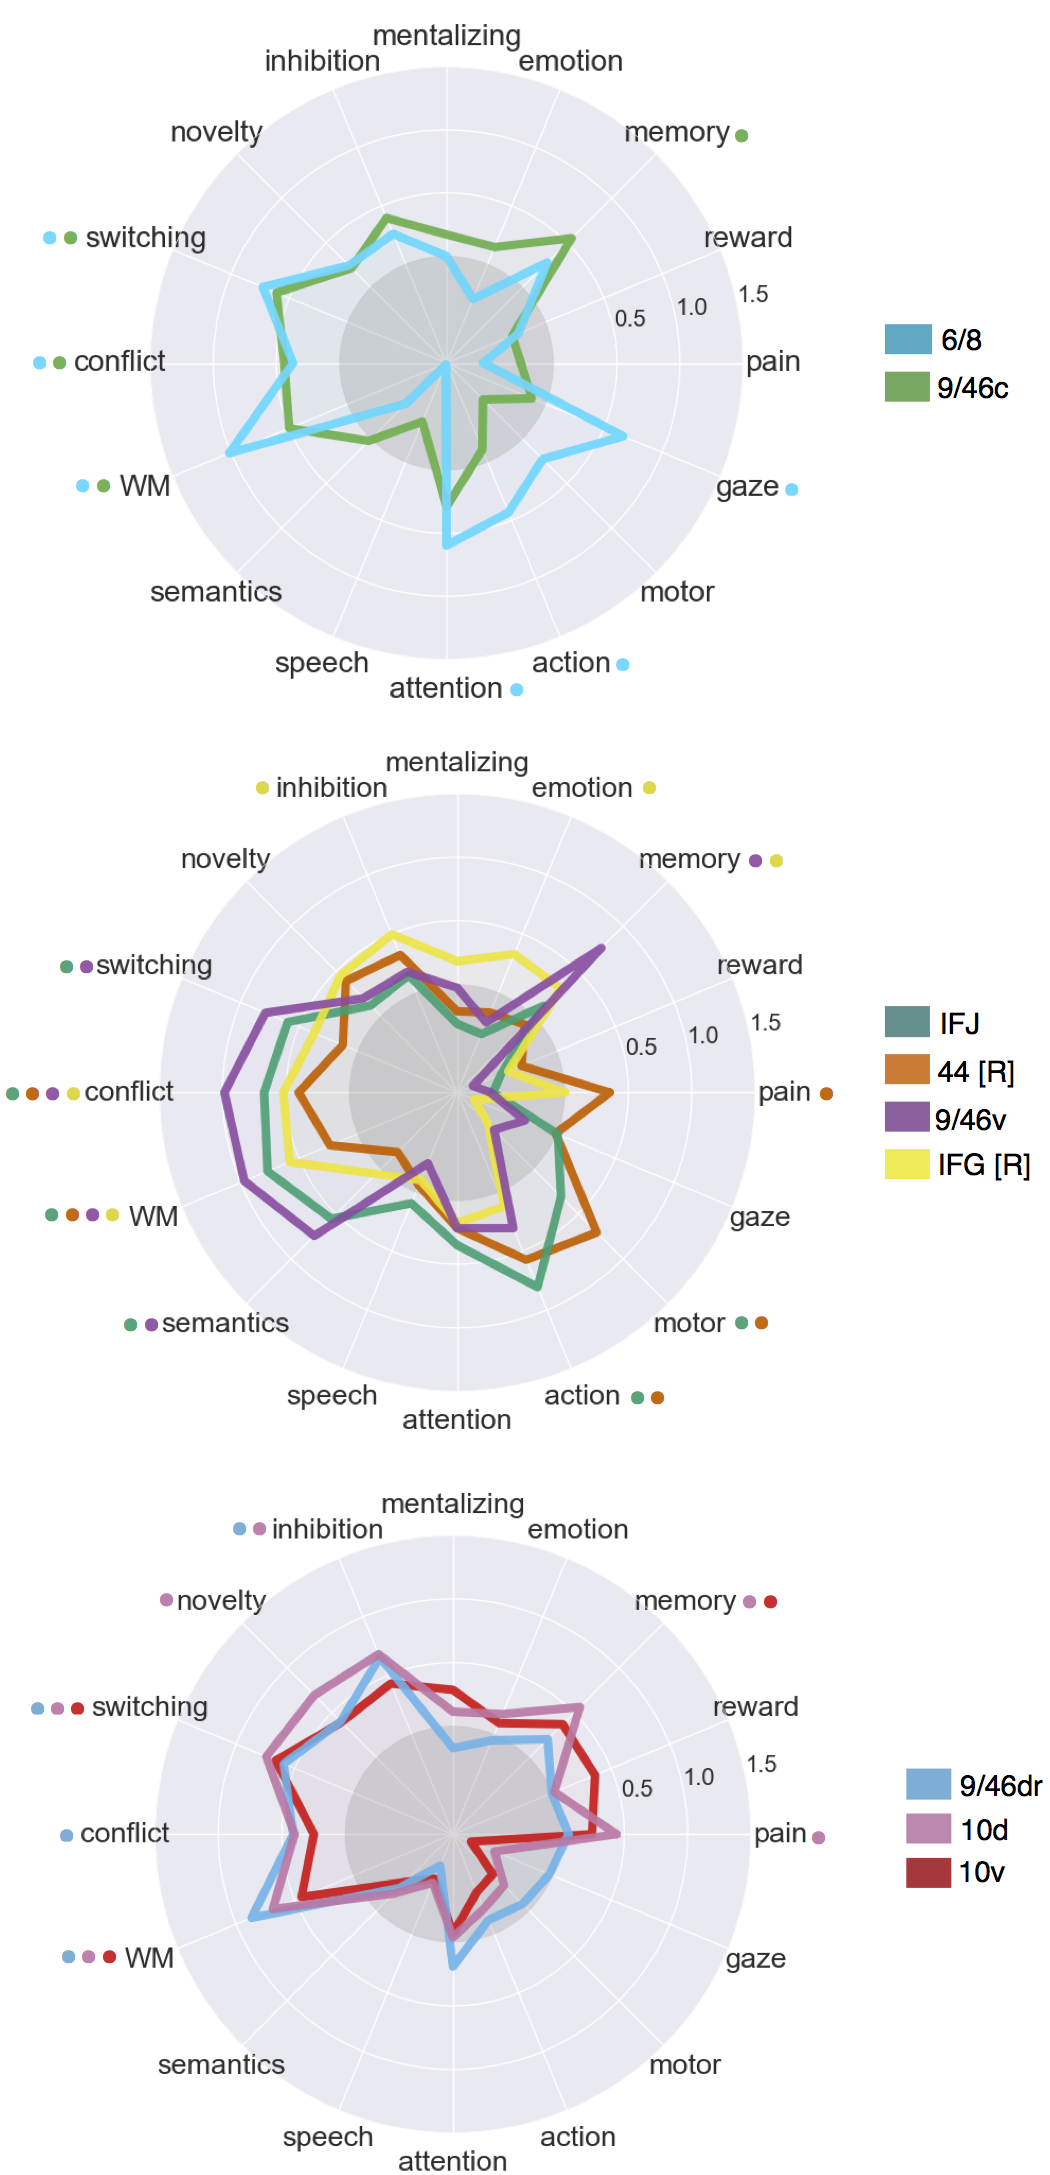 mentalizing
inhibition
emotion
novelty
memory
switching
reward
1.5
1.0
0.5
6/8
conflict
pain
9/46c
WM
gaze
semantics
motor
speech
action
attention
mentalizing
inhibition
emotion
novelty
memory
switching
reward
1.5
1.0
0.5
IFJ
44 [R]
conflict
pain
9/46v
IFG [R]
WM
gaze
semantics
motor
speech
action
attention
mentalizing
inhibition
emotion
novelty
memory
switching
reward
1.5
1.0
0.5
9/46dr
conflict
pain
10d
10v
WM
gaze
semantics
motor
speech
action
attention